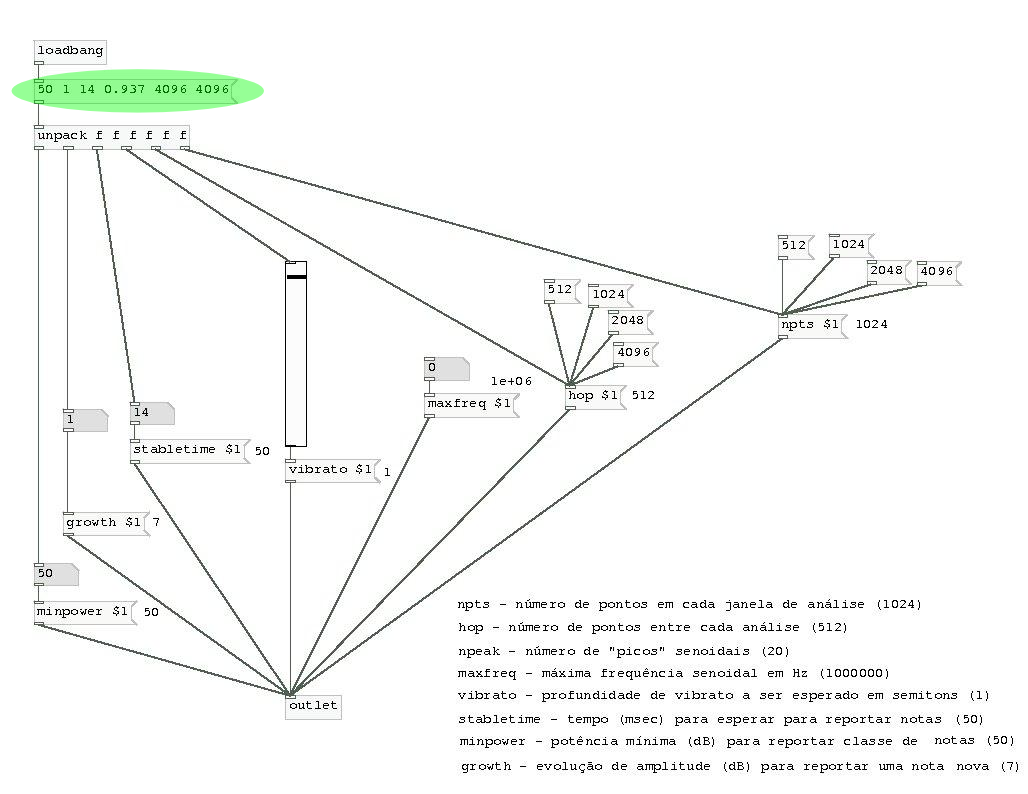 loadbang
50 1 14 0.937 4096 4096
unpack f f f f f f
512
1024
2048
4096
npts $1 1024
512
1024
2048
4096
hop $1 512
0
1e+06
maxfreq $1
1
14
stabletime $1 50
vibrato $1 1
growth $1 7
50
minpower $1 50
outlet
npts - número de pontos em cada janela de análise (1024)
hop - número de pontos entre cada análise (512)
npeak - número de "picos" senoidais (20)
maxfreq - máxima frequência senoidal em Hz (1000000)
vibrato - profundidade de vibrato a ser esperado em semitons (1)
stabletime - tempo (msec) para esperar para reportar notas (50)
minpower - potência mínima (dB) para reportar classe de notas (50)
growth - evolução de amplitude (dB) para reportar uma nota nova (7)